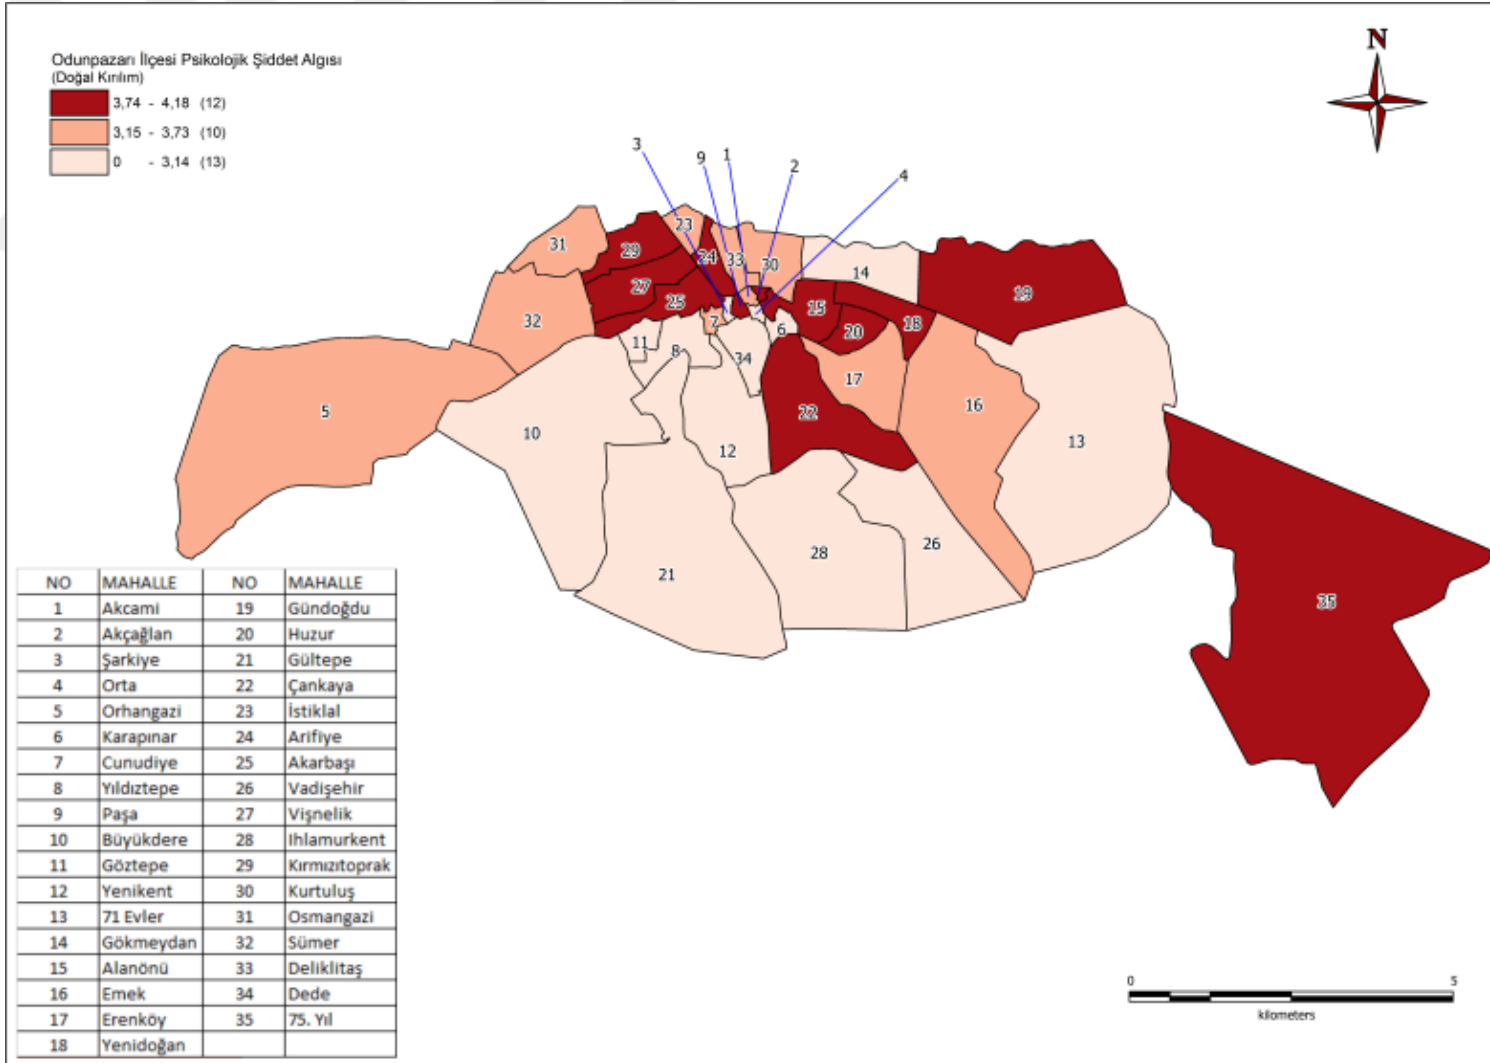 Odunpazarı İlçesi Psikolojik Şiddet Algısı
(Doğal Kırılım)
3,74 - 4,18 (12)
3,15 - 3,73 (10)
0 - 3,14 (13)
N
3
9
1
2
4
31
29
23
24
33
30
14
19
27
25
15
18
20
32
7
6
11
8
34
17
5
10
22
16
12
13
28
26
21
35
NO MAHALLE NO MAHALLE
1 Akcami 19 Gündoğdu
2 Akçağlan 20 Huzur
3 Şarkiye 21 Gültepe
4 Orta 22 Çankaya
5 Orhangazi 23 İstiklal
6 Karapınar 24 Arifiye
7 Cunudiye 25 Akarbaşı
8 Yıldıztepe 26 Vadişehir
9 Paşa 27 Vişnelik
10 Büyükdere 28 Ihlamurkent
11 Göztepe 29 Kırmızıtoprak
12 Yenikent 30 Kurtuluş
13 71 Evler 31 Osmangazi
14 Gökmeydan 32 Sümer
15 Alanönü 33 Deliklitaş
16 Emek 34 Dede
17 Erenköy 35 75. Yıl
18 Yenidoğan
0 5
kilometers